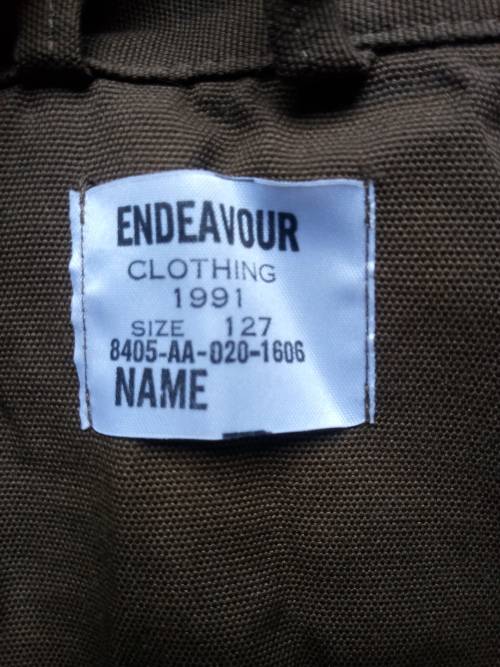 ENDEAVOUR
CLOTHING
1991
SIZE 127
8405-AA-020-1606
NAME